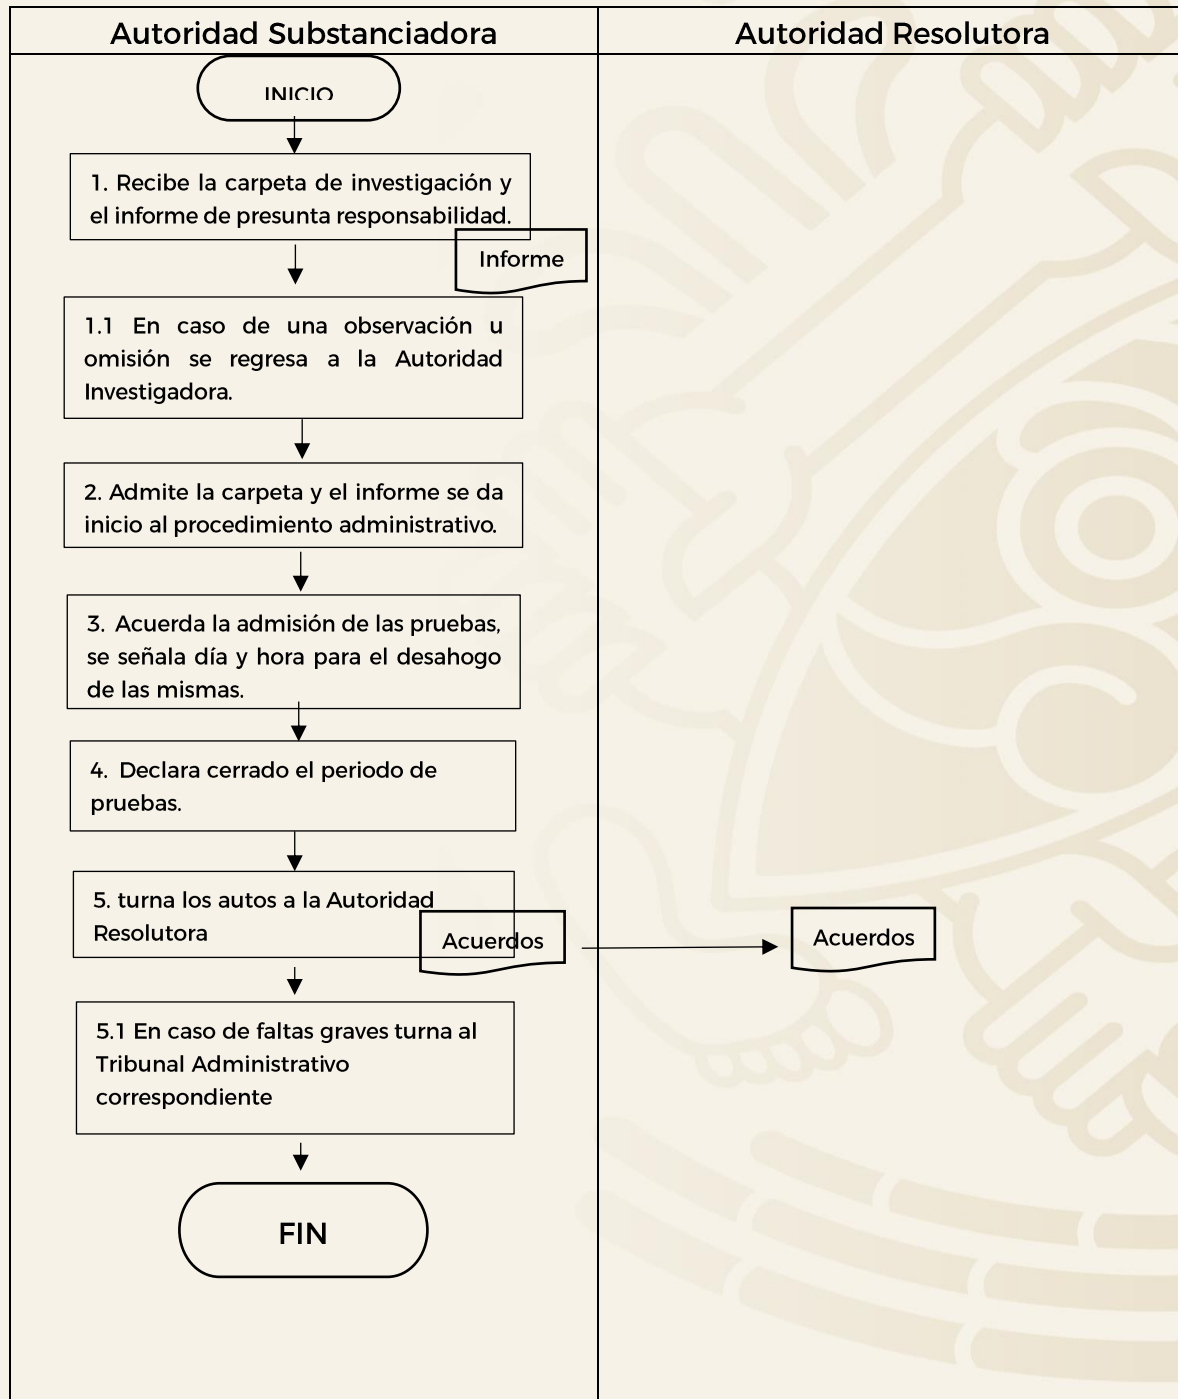 Autoridad Substanciadora
Autoridad Resolutora
INICIO
1. Recibe la carpeta de investigación y
el informe de presunta responsabilidad.
Informe
1.1 En caso de una observación u
omisión se regresa a la Autoridad
Investigadora.
2. Admite la carpeta y el informe se da
inicio al procedimiento administrativo.
3. Acuerda la admisión de las pruebas,
se señala día y hora para el desahogo
de las mismas.
4. Declara cerrado el periodo de
pruebas.
5. turna los autos a la Autoridad
Resolutora
Acuerdos
Acuerdos
5.1 En caso de faltas graves turna al
Tribunal Administrativo
correspondiente
FIN